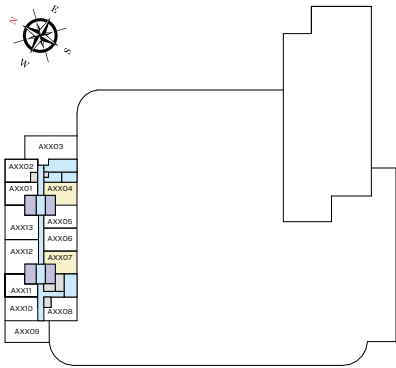 N
E
S
W
AXX03
AXX02
AXX01 AXX04
AXX13 AXX05
AXX06
AXX12 AXX07
AXX11
AXX10 AXX08
AXX09